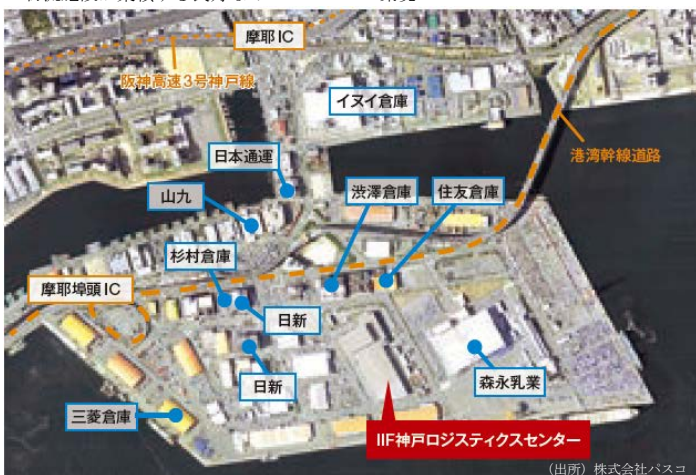 摩耶IC
阪神高速3号神戸線
イヌイ倉庫
日本通運
港湾幹線道路
山九
渋澤倉庫
住友倉庫
杉村倉庫
摩耶埠頭IC
日新
日新
森永乳業
三菱倉庫
IIF神戸ロジスティクスセンター
(出所) 株式会社パスコ